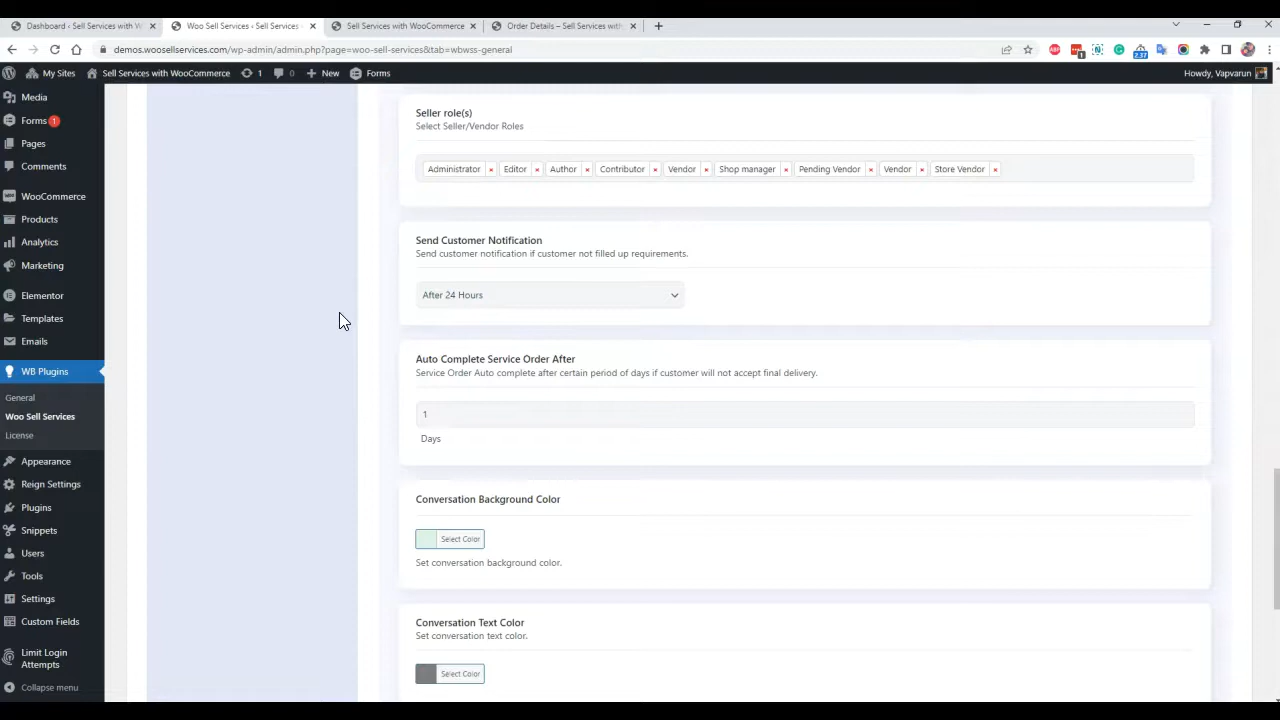 Dashboard ‹ Sell Services with W
Woo Sell Services ‹ Sell Services
Sell Services with WooCommerce
Order Details – Sell Services with
demos.woosellservices.com/wp-admin/admin.php?page=woo-sell-services&tab=wbwss-general
My Sites
Sell Services with WooCommerce
1
0
New
Forms
Howdy, Vapvarun
Media
Forms 1
Pages
Comments
WooCommerce
Products
Analytics
Marketing
Elementor
Templates
Emails
WB Plugins
General
Woo Sell Services
License
Appearance
Reign Settings
Plugins
Snippets
Users
Tools
Settings
Custom Fields
Limit Login
Attempts
Collapse menu
Seller role(s)
Select Seller/Vendor Roles
Administrator × Editor × Author × Contributor × Vendor × Shop manager × Pending Vendor × Vendor × Store Vendor ×
Send Customer Notification
Send customer notification if customer not filled up requirements.
After 24 Hours
Auto Complete Service Order After
Service Order Auto complete after certain period of days if customer will not accept final delivery.
1
Days
Conversation Background Color
Select Color
Set conversation background color.
Conversation Text Color
Set conversation text color.
Select Color